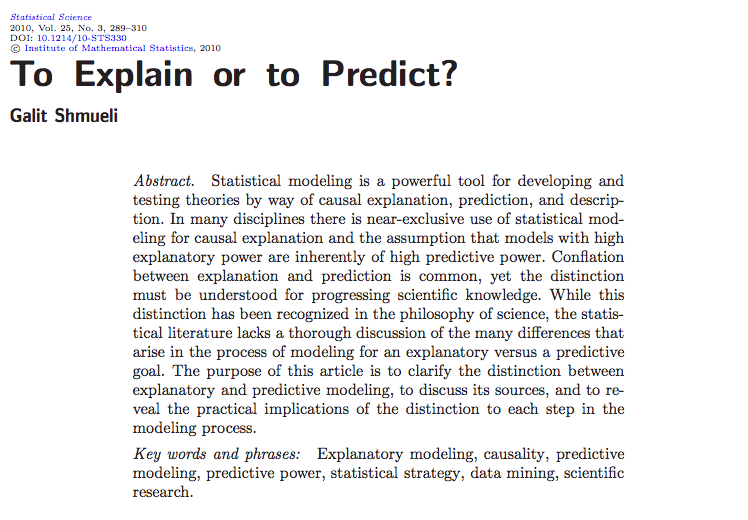 Statistical Science
2010, Vol. 25, No. 3, 289–310
DOI: 10.1214/10-STS330
© Institute of Mathematical Statistics, 2010
To Explain or to Predict?
Galit Shmueli
Abstract. Statistical modeling is a powerful tool for developing and
testing theories by way of causal explanation, prediction, and descrip-
tion. In many disciplines there is near-exclusive use of statistical mod-
eling for causal explanation and the assumption that models with high
explanatory power are inherently of high predictive power. Conflation
between explanation and prediction is common, yet the distinction
must be understood for progressing scientific knowledge. While this
distinction has been recognized in the philosophy of science, the statis-
tical literature lacks a thorough discussion of the many differences that
arise in the process of modeling for an explanatory versus a predictive
goal. The purpose of this article is to clarify the distinction between
explanatory and predictive modeling, to discuss its sources, and to re-
veal the practical implications of the distinction to each step in the
modeling process.
Key words and phrases: Explanatory modeling, causality, predictive
modeling, predictive power, statistical strategy, data mining, scientific
research.